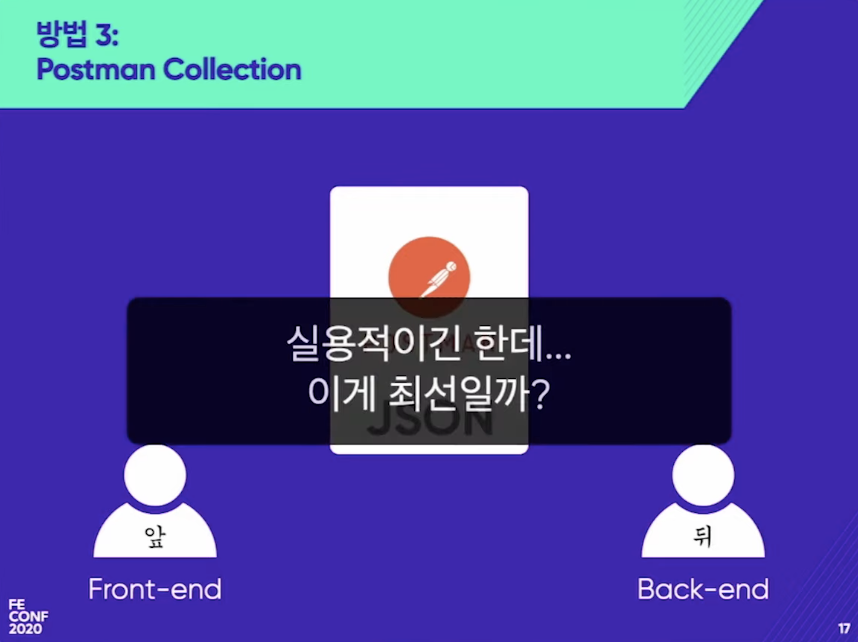 방법 3:
Postman Collection
실용적이긴 한데...
이게 최선일까?
JSON
앞
뒤
Front-end
Back-end
FE
CONF
2020
17